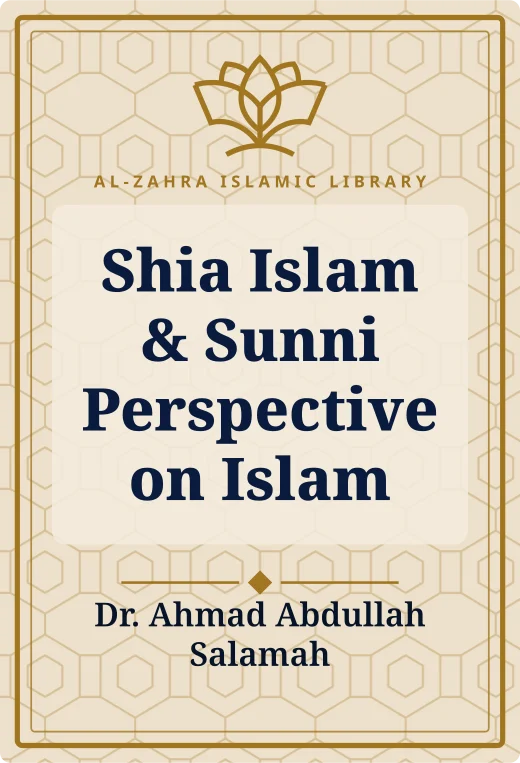 AL-ZAHRA ISLAMIC LIBRARY
Shia Islam
& Sunni
Perspective
on Islam
Dr. Ahmad Abdullah
Salamah